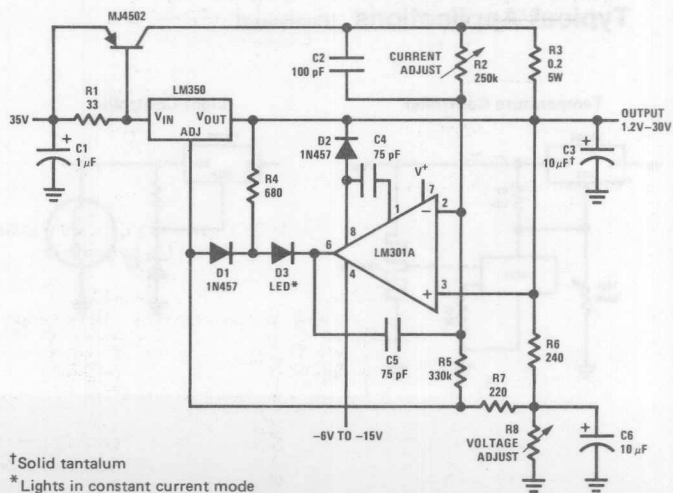 Typical Applications
MJ4502
C2
100 pF
CURRENT
ADJUST
R2
250k
R3
0.2
5W
R1
33
LM350
35V
VIN
VOUT
ADJ
OUTPUT
1.2V–30V
C1
1 µF
D2
1N457
C4
75 pF
V+
C3
10µF†
R4
680
7
1
2
8
6
4
3
LM301A
D1
1N457
D3
LED*
C5
75 pF
R5
330k
R6
240
R7
220
R8
VOLTAGE
ADJUST
C6
10 µF
–6V TO –15V
†Solid tantalum
*Lights in constant current mode